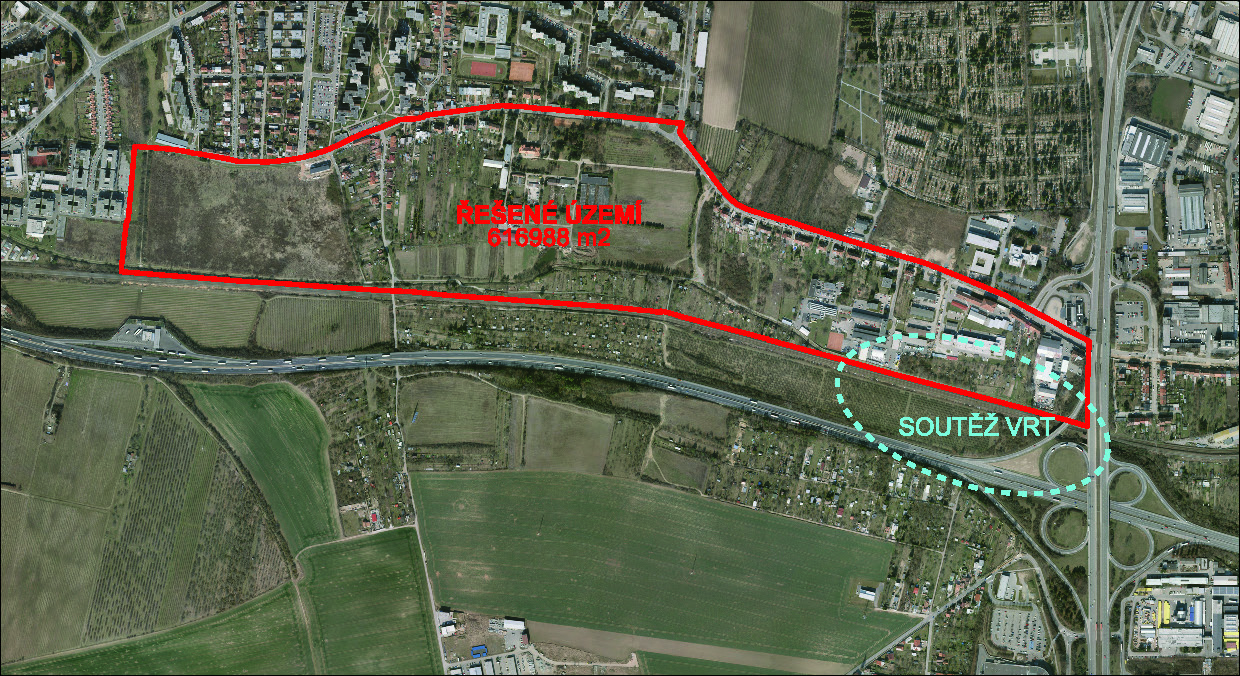 ŘEŠENÉ ÚZEMÍ
616988 m2
SOUTĚŽ VRT